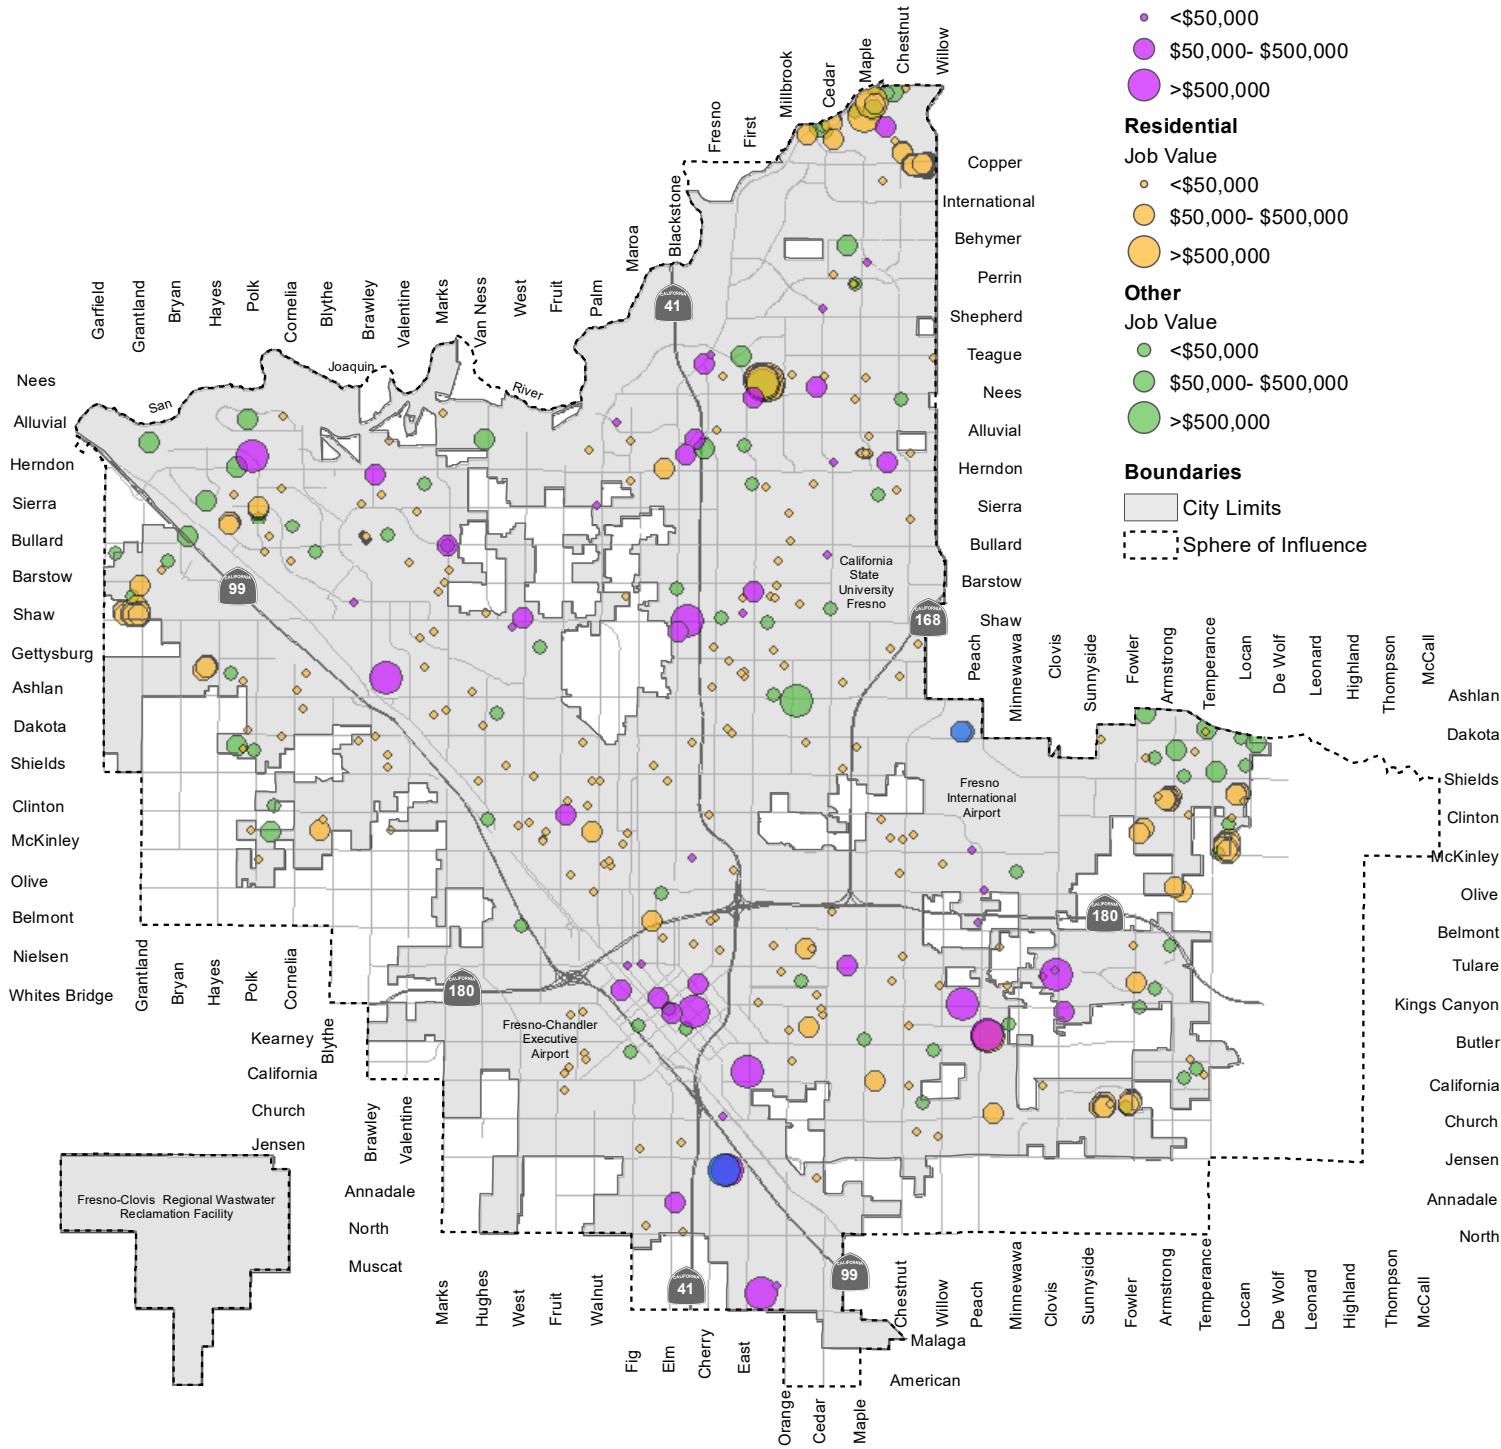 <$50,000
$50,000- $500,000
>$500,000
Residential
Job Value
<$50,000
$50,000- $500,000
>$500,000
Other
Job Value
<$50,000
$50,000- $500,000
>$500,000
Boundaries
City Limits
Sphere of Influence
Fresno
First
Millbrook
Cedar
Maple
Chestnut
Willow
Copper
International
Behymer
Perrin
Shepherd
Teague
Nees
Alluvial
Herndon
Sierra
Bullard
Barstow
Shaw
Garfield
Grantland
Bryan
Hayes
Polk
Cornelia
Blythe
Brawley
Valentine
Marks
Van Ness
West
Fruit
Palm
Maroa
Blackstone
CALIFORNIA
41
San
Joaquin
River
Nees
Alluvial
Herndon
Sierra
Bullard
Barstow
Shaw
Gettysburg
Ashlan
Dakota
Shields
Clinton
McKinley
Olive
Belmont
Nielsen
Whites Bridge
CALIFORNIA
99
California
State
University
Fresno
CALIFORNIA
168
Peach
Minnewawa
Clovis
Sunnyside
Fowler
Armstrong
Temperance
Locan
De Wolf
Leonard
Highland
Thompson
McCall
Ashlan
Dakota
Shields
Clinton
McKinley
Olive
Belmont
Tulare
Kings Canyon
Butler
California
Church
Jensen
Annadale
North
Fresno
International
Airport
CALIFORNIA
180
Grantland
Bryan
Hayes
Polk
Cornelia
Blythe
CALIFORNIA
180
Fresno-Chandler
Executive
Airport
Kearney
California
Church
Jensen
Brawley
Valentine
Annadale
North
Muscat
Fresno-Clovis Regional Wastwater
Reclamation Facility
Marks
Hughes
West
Fruit
Walnut
CALIFORNIA
41
CALIFORNIA
99
Fig
Elm
Cherry
East
Orange
Cedar
Maple
Chestnut
Willow
Peach
Minnewawa
Clovis
Sunnyside
Fowler
Armstrong
Temperance
Locan
De Wolf
Leonard
Highland
Thompson
McCall
Malaga
American